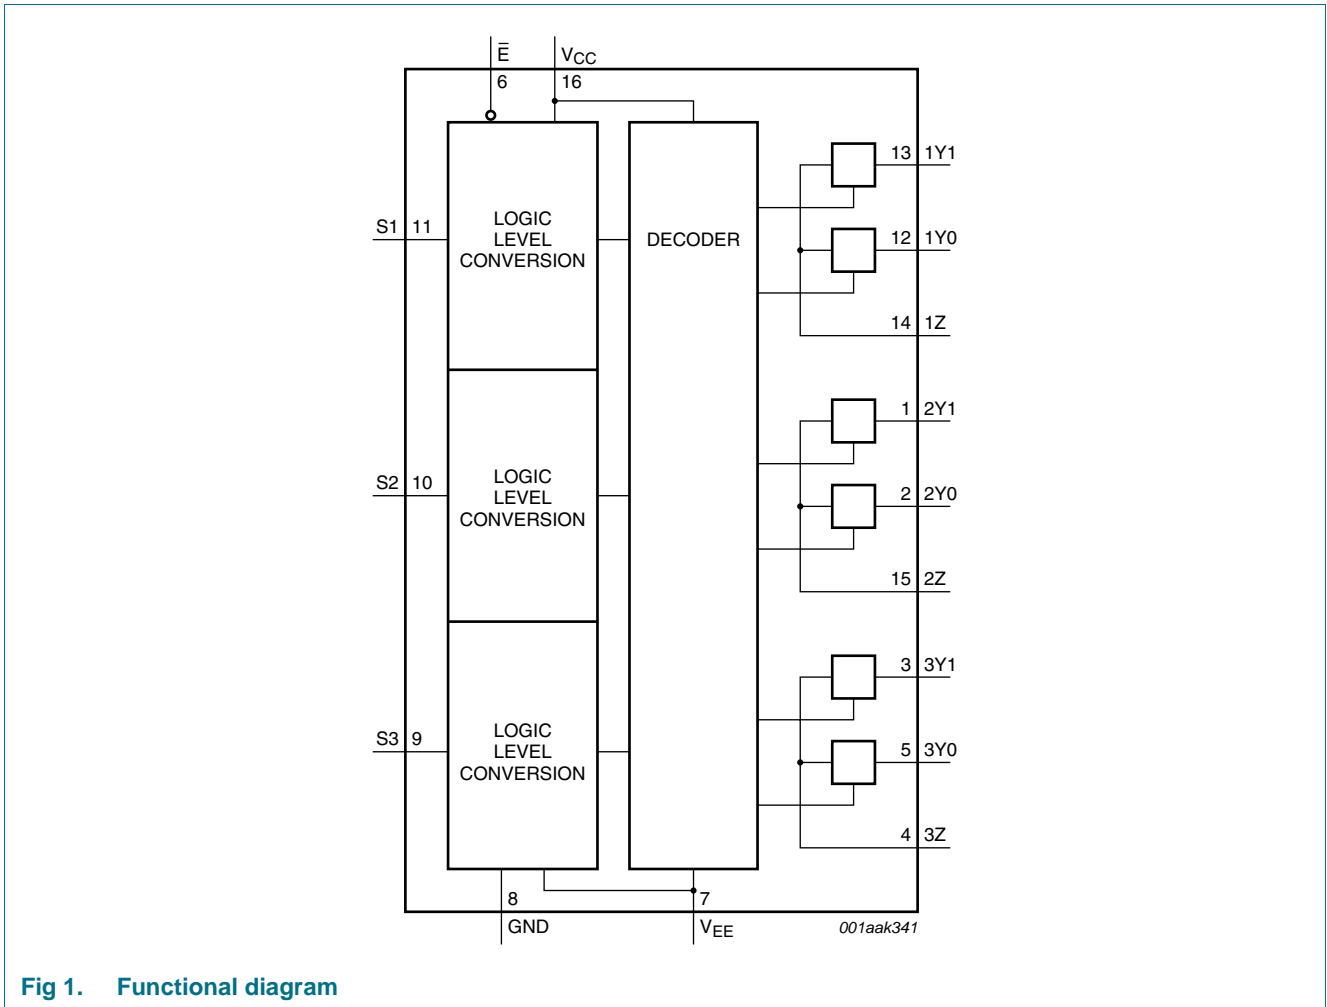 E̅
VCC
6
16
13 1Y1
S1 11
LOGIC
LEVEL
CONVERSION
DECODER
12 1Y0
14 1Z
1 2Y1
S2 10
LOGIC
LEVEL
CONVERSION
2 2Y0
15 2Z
3 3Y1
S3 9
LOGIC
LEVEL
CONVERSION
5 3Y0
4 3Z
8
7
GND
VEE
001aak341
Fig 1. Functional diagram